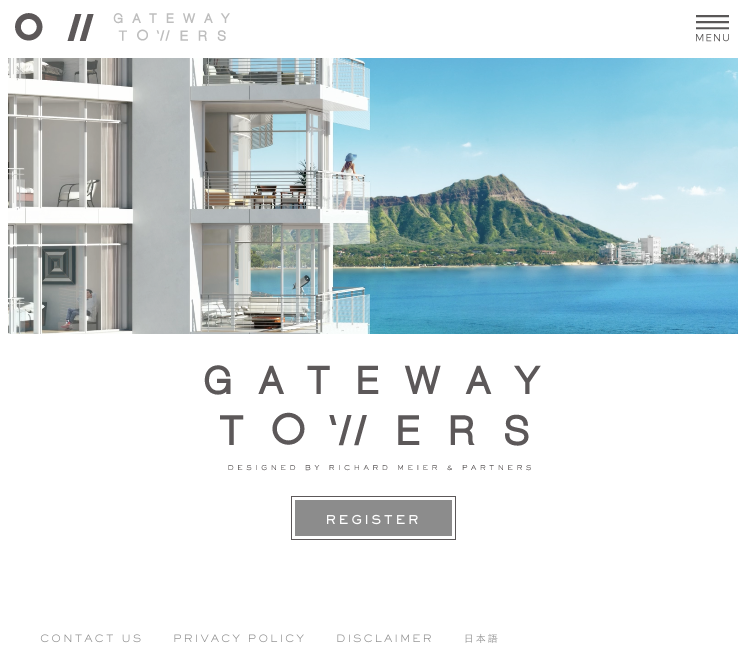 GATEWAY
TOWERS
MENU
GATEWAY
TOWERS
DESIGNED BY RICHARD MEIER & PARTNERS
REGISTER
CONTACT US PRIVACY POLICY DISCLAIMER 日本語